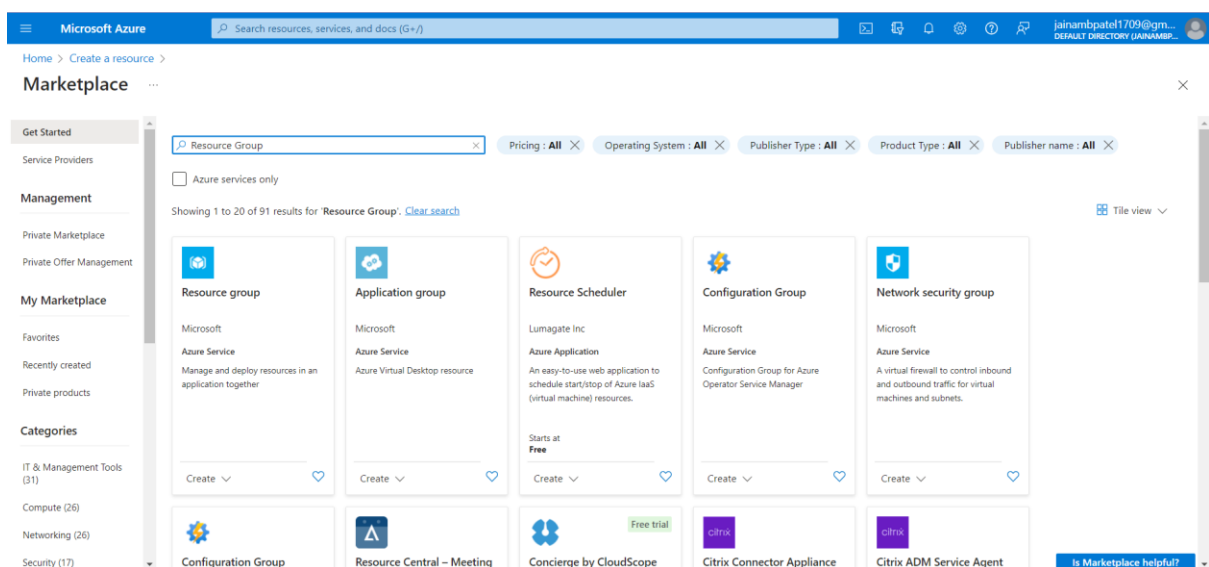 Microsoft Azure
Search resources, services, and docs (G+/)
jainambpatel1709@gm...
DEFAULT DIRECTORY (JAINAMBP...
Home > Create a resource >
Marketplace ...
Get Started
Service Providers
Management
Private Marketplace
Private Offer Management
My Marketplace
Favorites
Recently created
Private products
Categories
IT & Management Tools
(31)
Compute (26)
Networking (26)
Security (17)
Resource Group
Pricing : All
Operating System : All
Publisher Type : All
Product Type : All
Publisher name : All
Azure services only
Showing 1 to 20 of 91 results for 'Resource Group'. Clear search
Tile view
Resource group
Microsoft
Azure Service
Manage and deploy resources in an
application together
Create
Application group
Microsoft
Azure Service
Azure Virtual Desktop resource
Create
Resource Scheduler
Lumagate Inc
Azure Application
An easy-to-use web application to
schedule start/stop of Azure IaaS
(virtual machine) resources.
Starts at
Free
Create
Configuration Group
Microsoft
Azure Service
Configuration Group for Azure
Operator Service Manager
Create
Network security group
Microsoft
Azure Service
A virtual firewall to control inbound
and outbound traffic for virtual
machines and subnets.
Create
Configuration Group
Resource Central – Meeting
Free trial
Concierge by CloudScope
citrix
Citrix Connector Appliance
citrix
Citrix ADM Service Agent
Is Marketplace helpful?